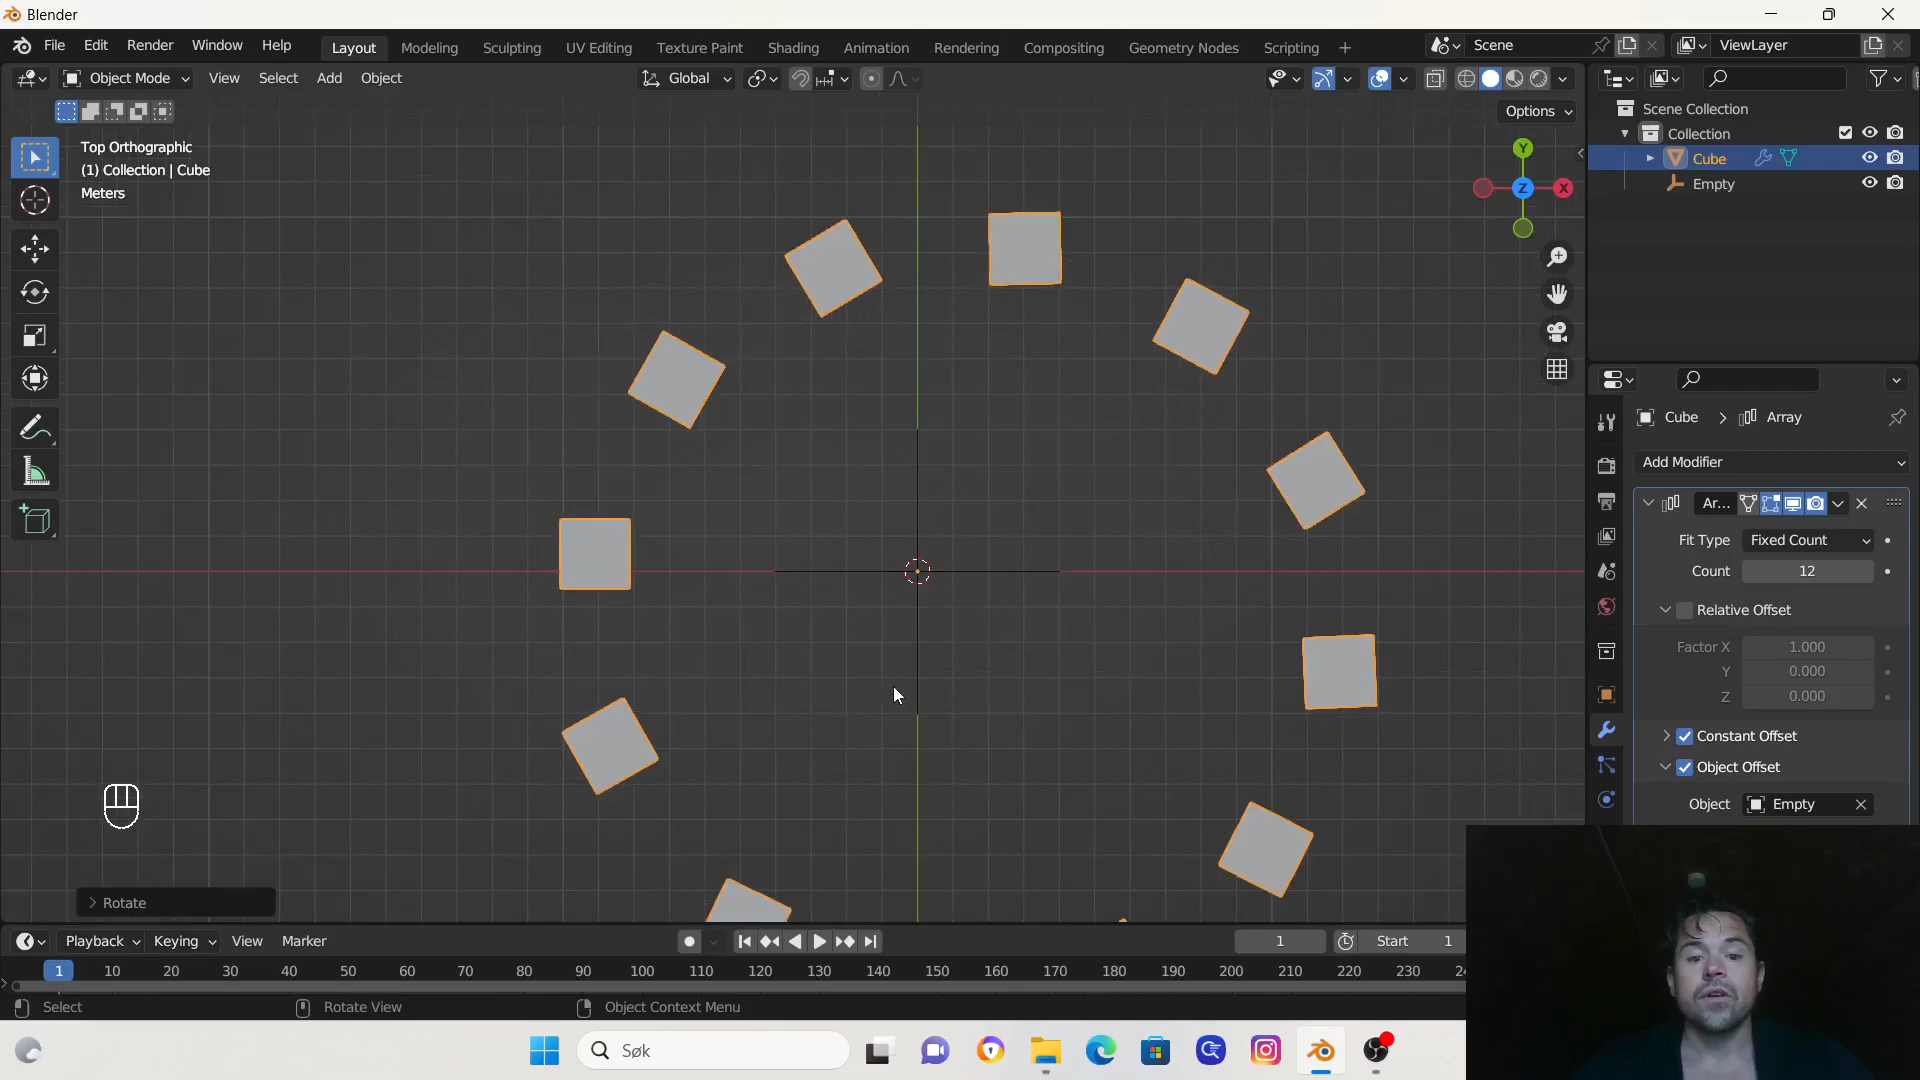 Blender
File Edit Render Window Help Layout Modeling Sculpting UV Editing Texture Paint Shading Animation Rendering Compositing Geometry Nodes Scripting + Scene ViewLayer
Object Mode View Select Add Object Global
Options
Top Orthographic
(1) Collection | Cube
Meters
Y
Z X
Scene Collection
Collection
Cube
Empty
Cube > Array
Add Modifier
Ar...
Fit Type Fixed Count
Count 12
Relative Offset
Factor X 1.000
Y 0.000
Z 0.000
Constant Offset
Object Offset
Object Empty
Rotate
Playback Keying View Marker 1 Start 1
1 10 20 30 40 50 60 70 80 90 100 110 120 130 140 150 160 170 180 190 200 210 220 230
Select Rotate View Object Context Menu
Søk